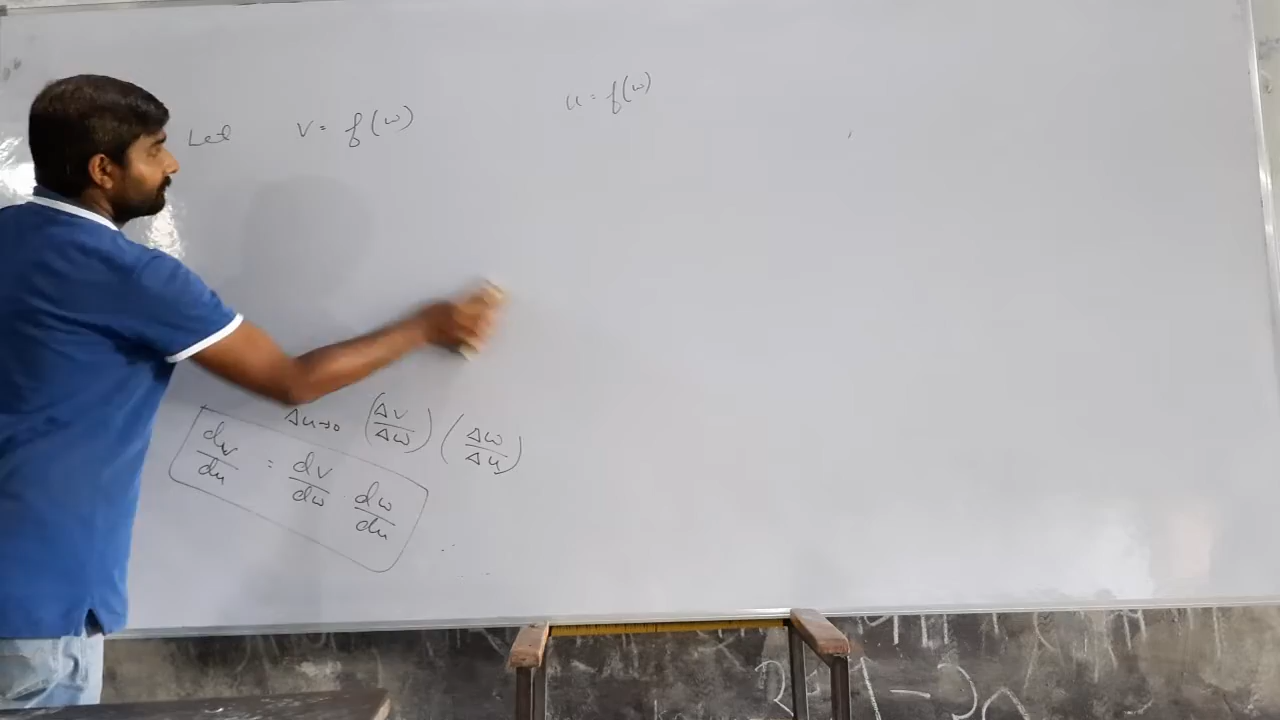 Let v = f(w) u = f(w)
Δu→0 (Δv/Δw) (Δw/Δu)
dv/du = dv/dw · dw/du